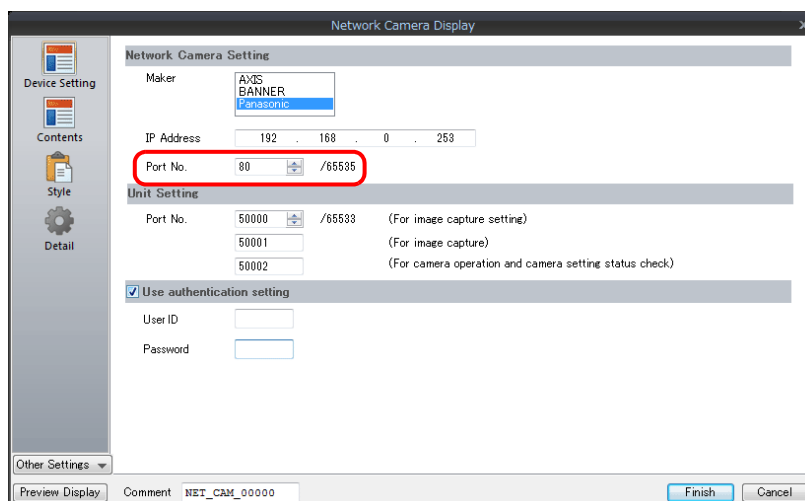 Network Camera Display
Device Setting
Contents
Style
Detail
Other Settings
Network Camera Setting
Maker
AXIS
BANNER
Panasonic
IP Address 192 . 168 . 0 . 253
Port No. 80 /65535
Unit Setting
Port No. 50000 /65533 (For image capture setting)
50001 (For image capture)
50002 (For camera operation and camera setting status check)
Use authentication setting
User ID
Password
Preview Display Comment NET_CAM_00000 Finish Cancel